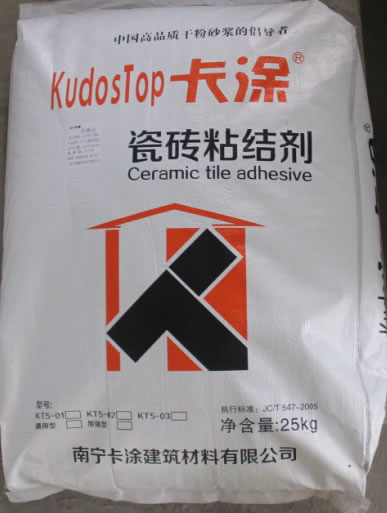 中国高品质干粉砂浆的倡导者
KudosTop 卡涂®
瓷砖粘结剂
Ceramic tile adhesive
型号:
KTS-01 KTS-02 KTS-03
通用型 加强型
执行标准: JC/T 547-2005
净含量:25kg
南宁卡涂建筑材料有限公司